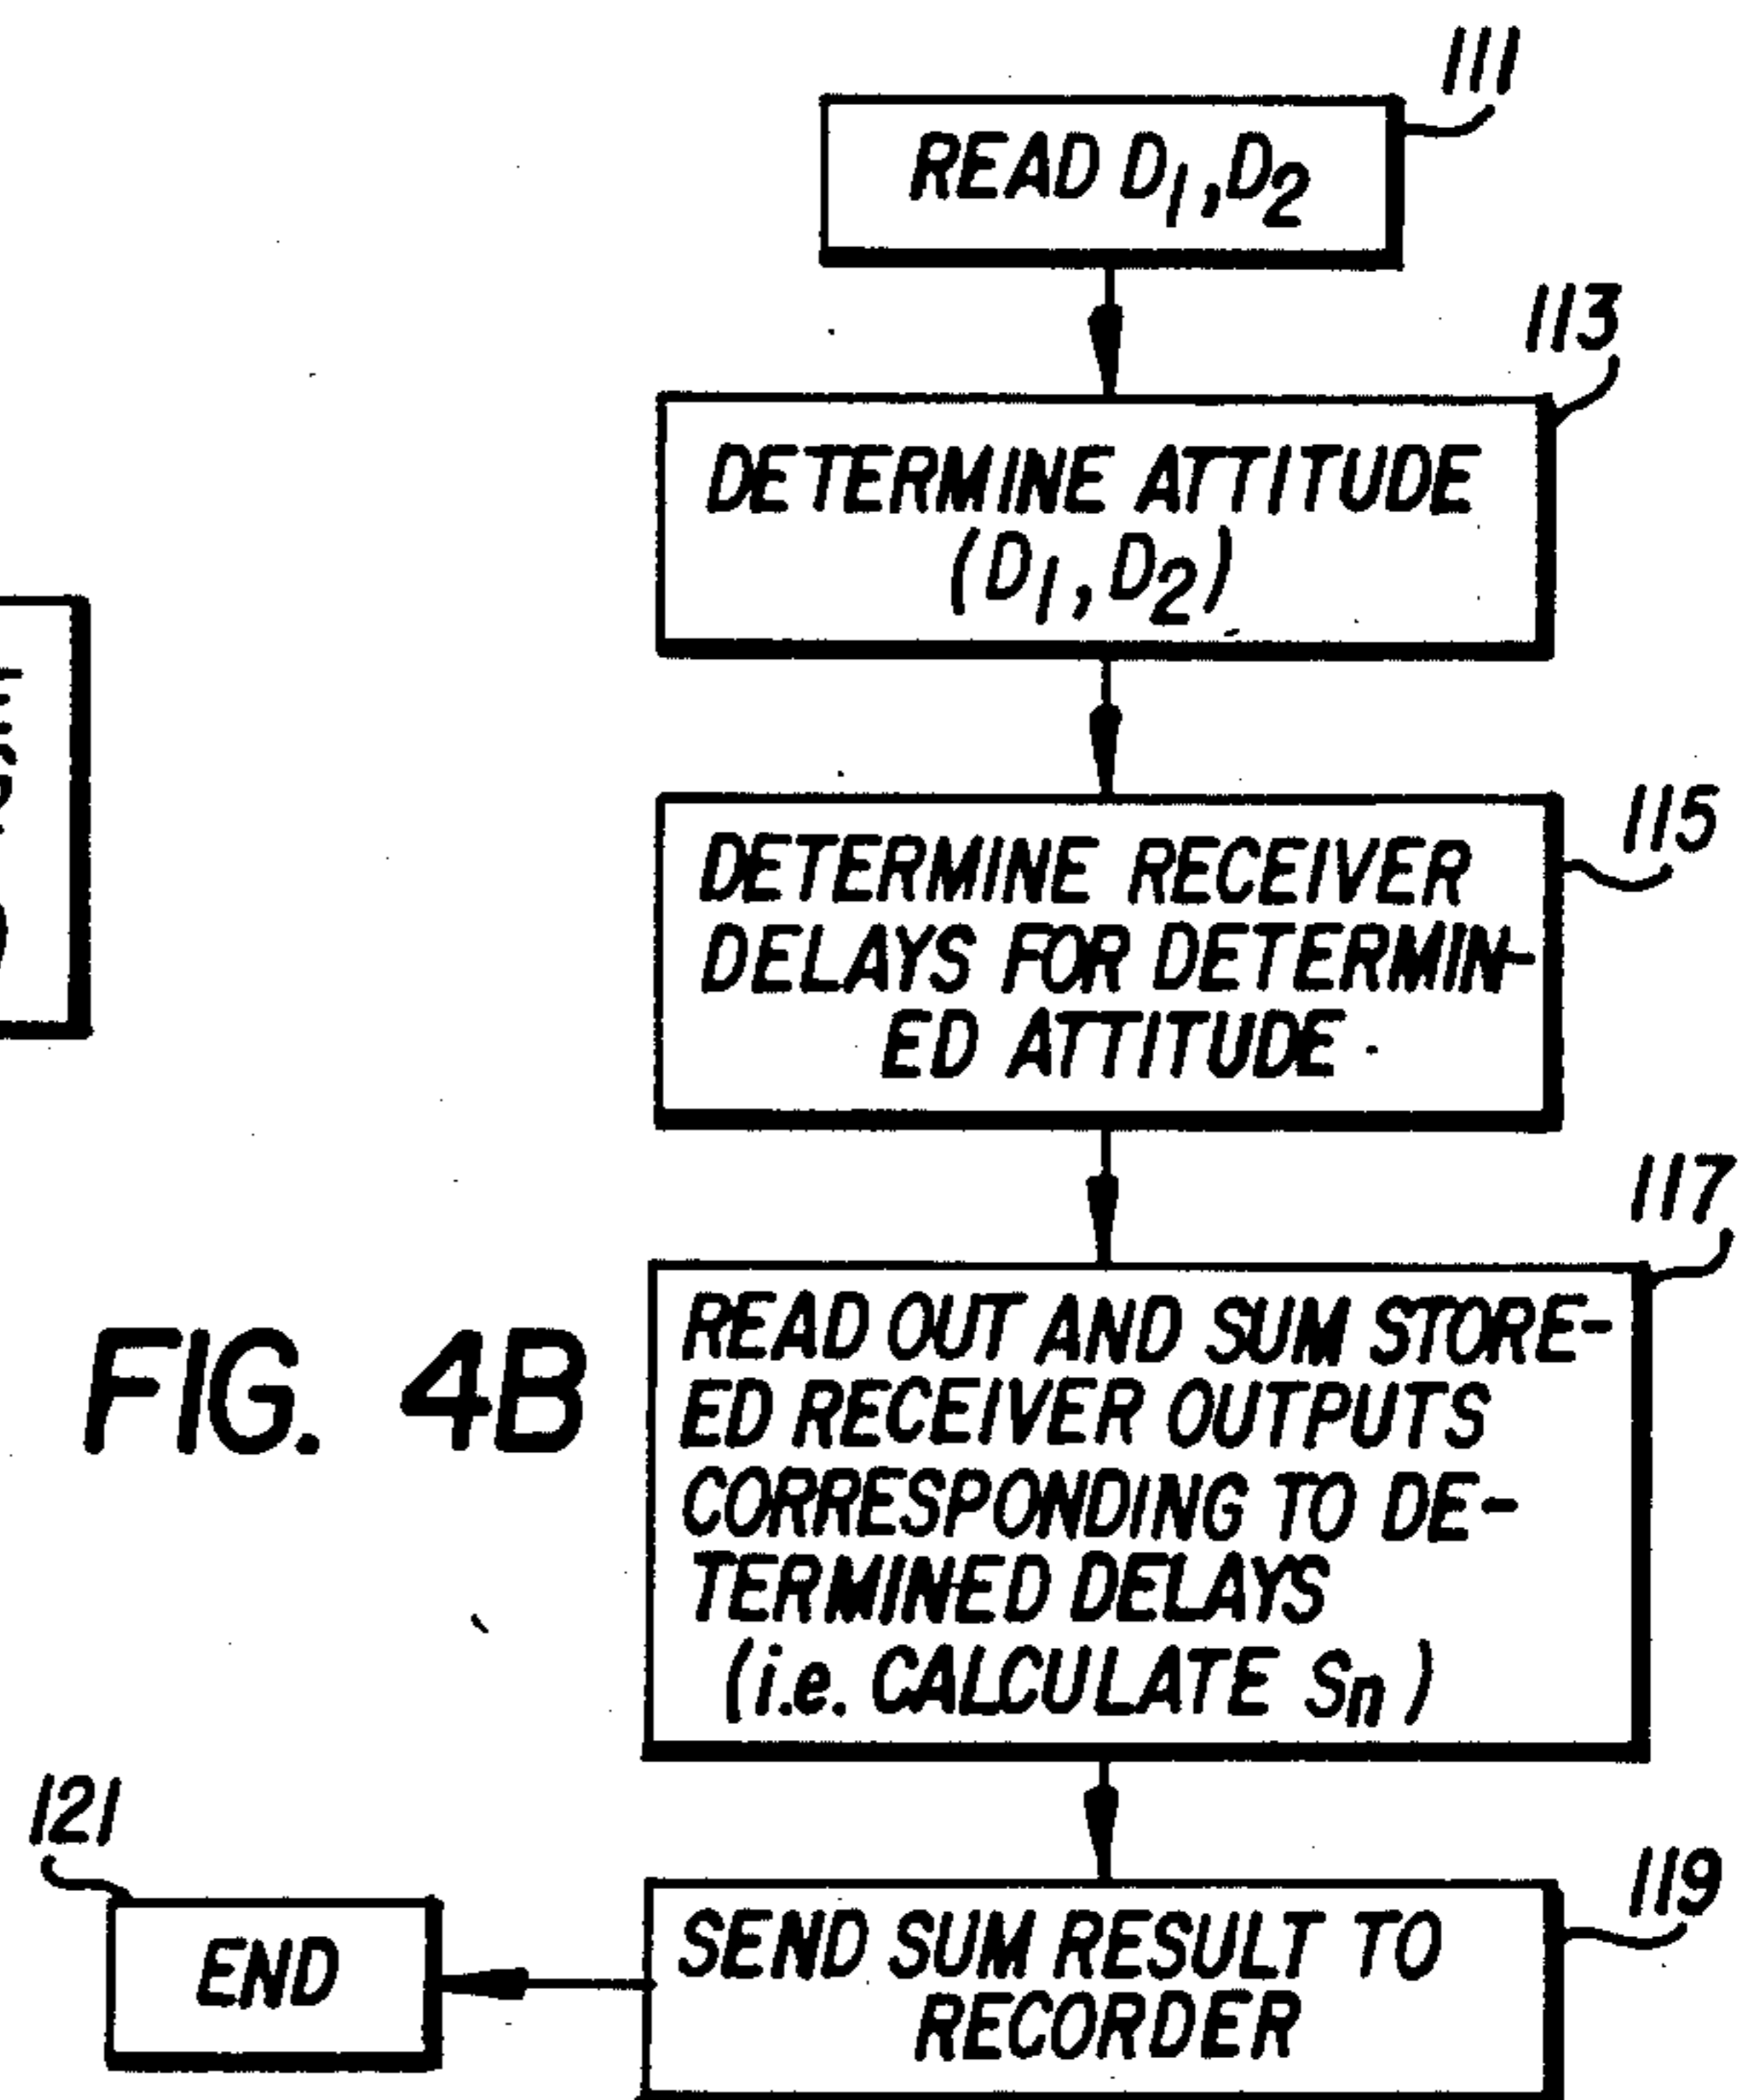 111
READ D1, D2
113
DETERMINE ATTITUDE
(D1, D2)
115
DETERMINE RECEIVER
DELAYS FOR DETERMIN-
ED ATTITUDE
117
READ OUT AND SUM STORE-
ED RECEIVER OUTPUTS
CORRESPONDING TO DE-
TERMINED DELAYS
(i.e. CALCULATE Sn)
FIG. 4B
119
SEND SUM RESULT TO
RECORDER
121
END